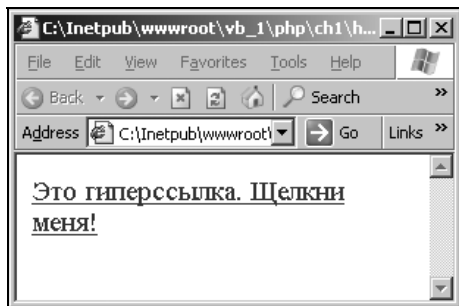 C:\Inetpub\wwwroot\vb_1\php\ch1\h...
File Edit View Favorites Tools Help
Back Search »
Address C:\Inetpub\wwwroot\ Go Links »
Это гиперссылка. Щелкни
меня!